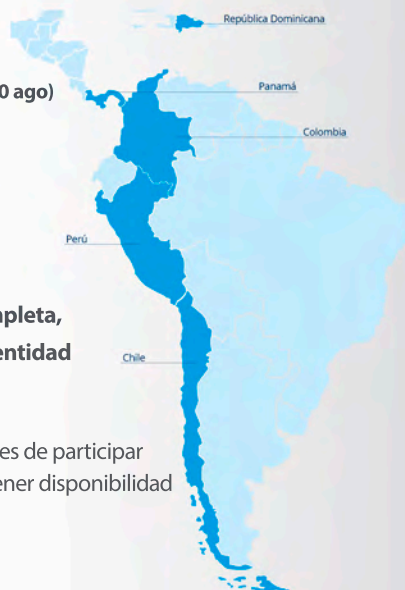 República Dominicana
Panamá
0 ago)
Colombia
Perú
pleta,
entidad
Chile
es de participar
ener disponibilidad